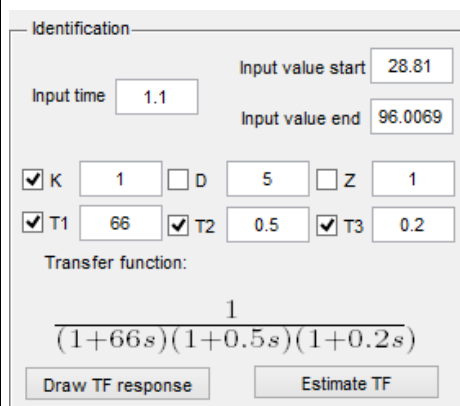 Identification
Input value start 28.81
Input time 1.1
Input value end 96.0069
K 1 D 5 Z 1
T1 66 T2 0.5 T3 0.2
Transfer function:
1
(1+66s)(1+0.5s)(1+0.2s)
Draw TF response Estimate TF